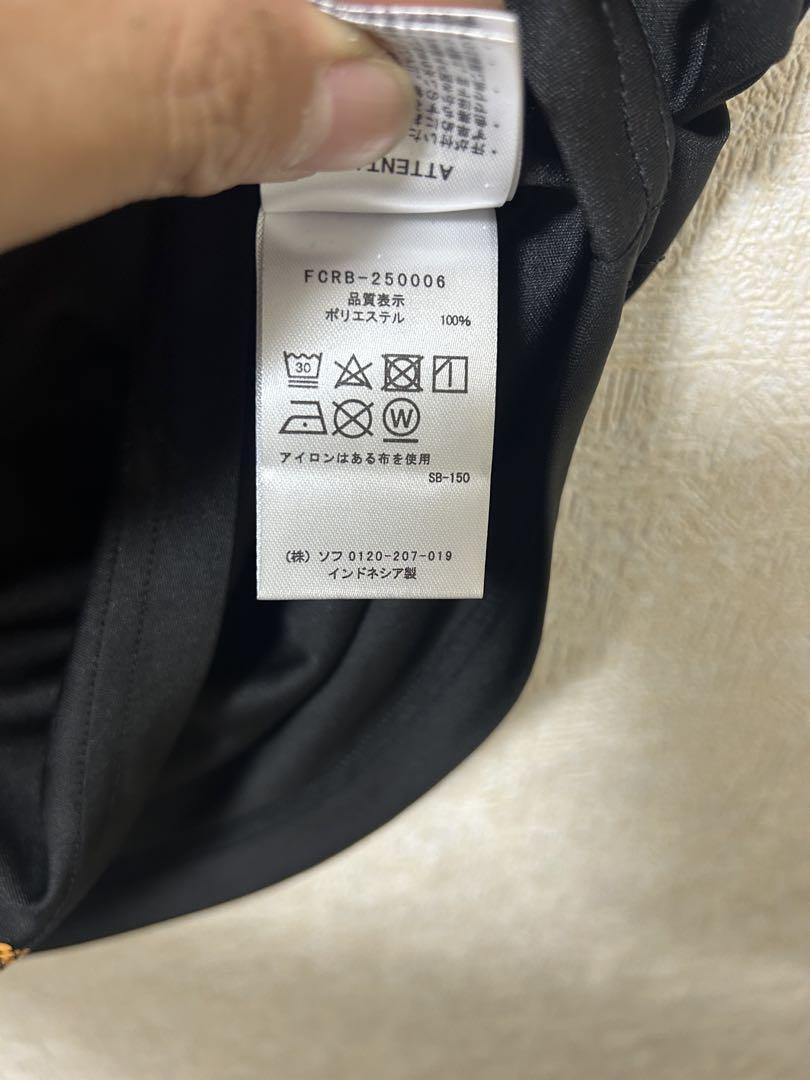 ATTENT
FCRB-250006
品質表示
ポリエステル 100%
30
W
アイロンはある布を使用
SB-150
(株) ソフ 0120-207-019
インドネシア製